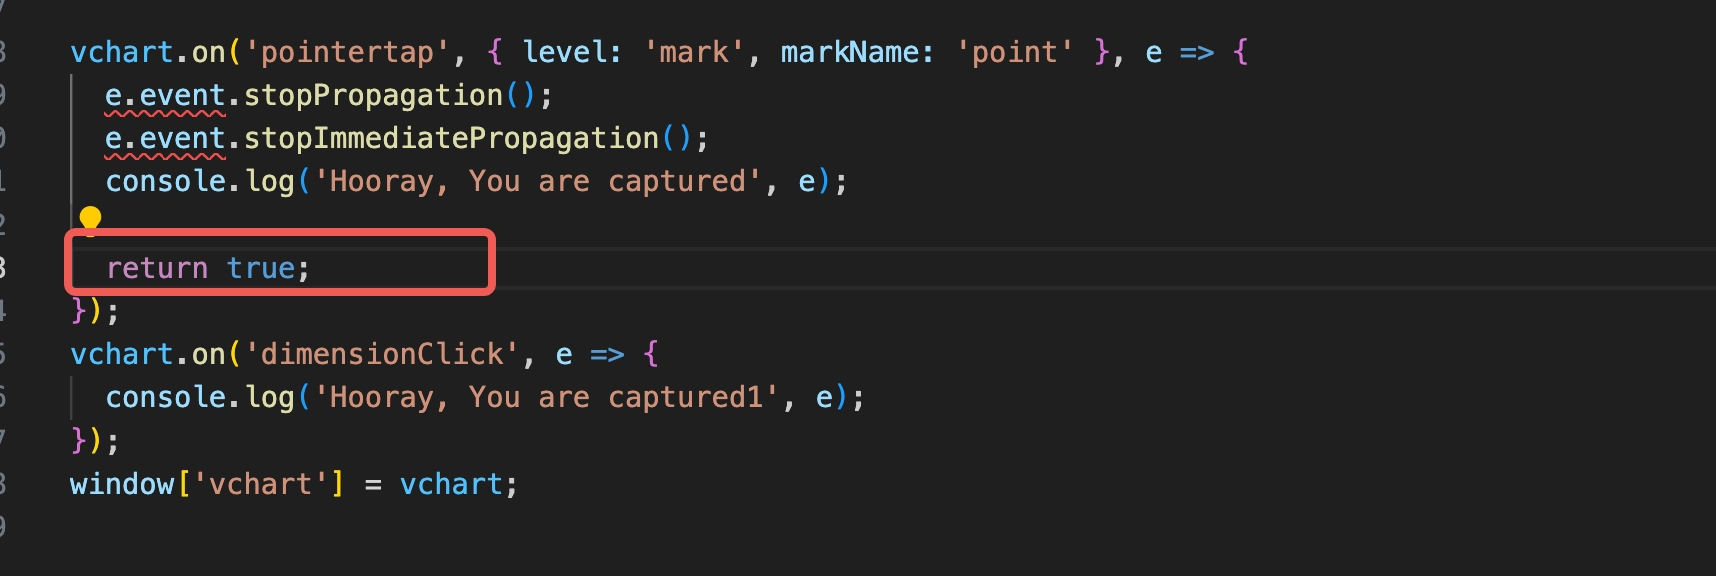 vchart.on('pointertap', { level: 'mark', markName: 'point' }, e => {
e.event.stopPropagation();
e.event.stopImmediatePropagation();
console.log('Hooray, You are captured', e);
return true;
});
vchart.on('dimensionClick', e => {
console.log('Hooray, You are captured1', e);
});
window['vchart'] = vchart;